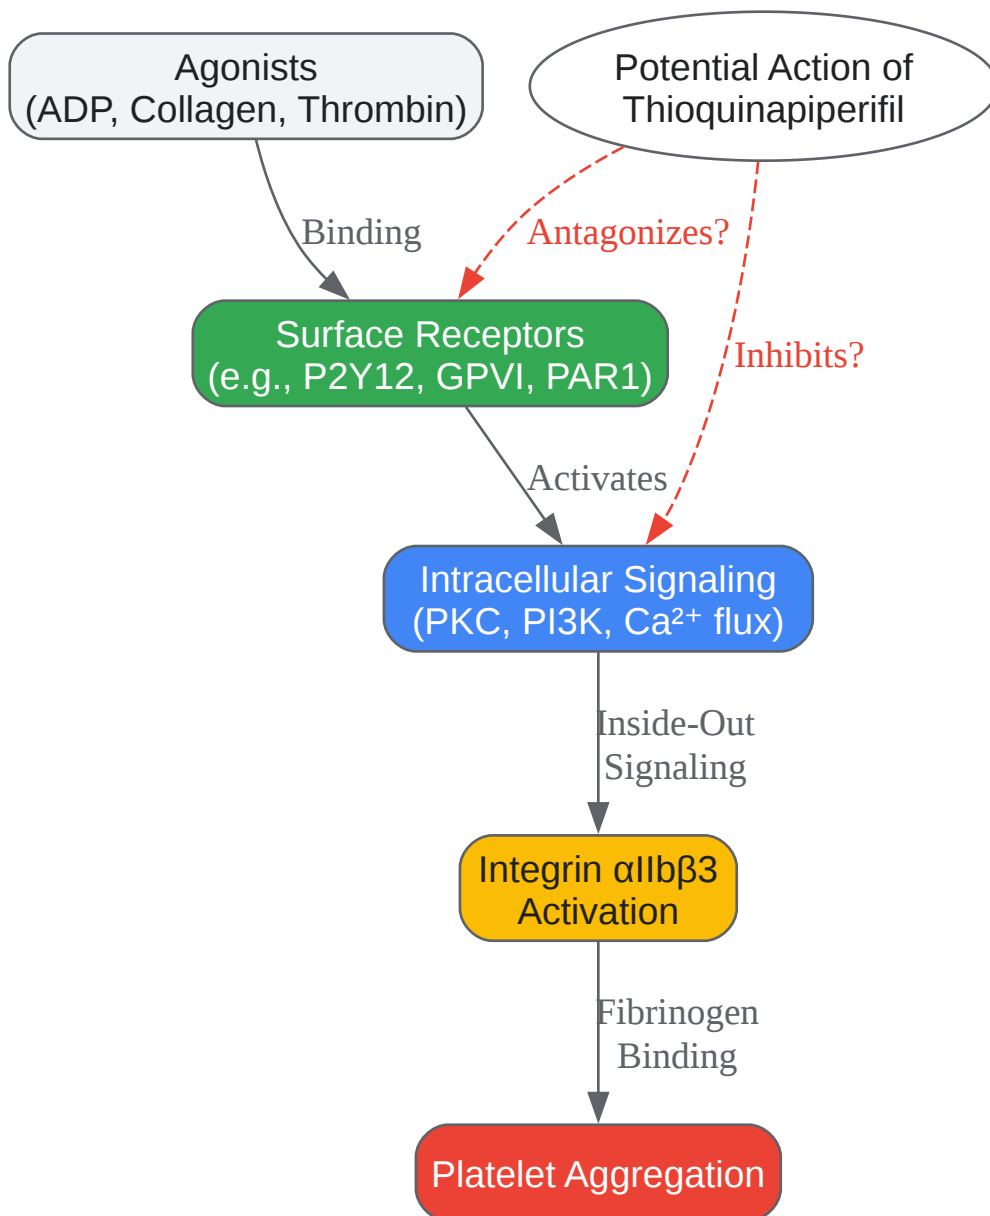 Agonists
(ADP, Collagen, Thrombin)
Potential Action of
Thioquinapiperifil
Binding
Antagonizes?
Surface Receptors
(e.g., P2Y12, GPVI, PAR1)
Inhibits?
Activates
Intracellular Signaling
(PKC, PI3K, Ca²⁺ flux)
Inside-Out
Signaling
Integrin αIIbβ3
Activation
Fibrinogen
Binding
Platelet Aggregation